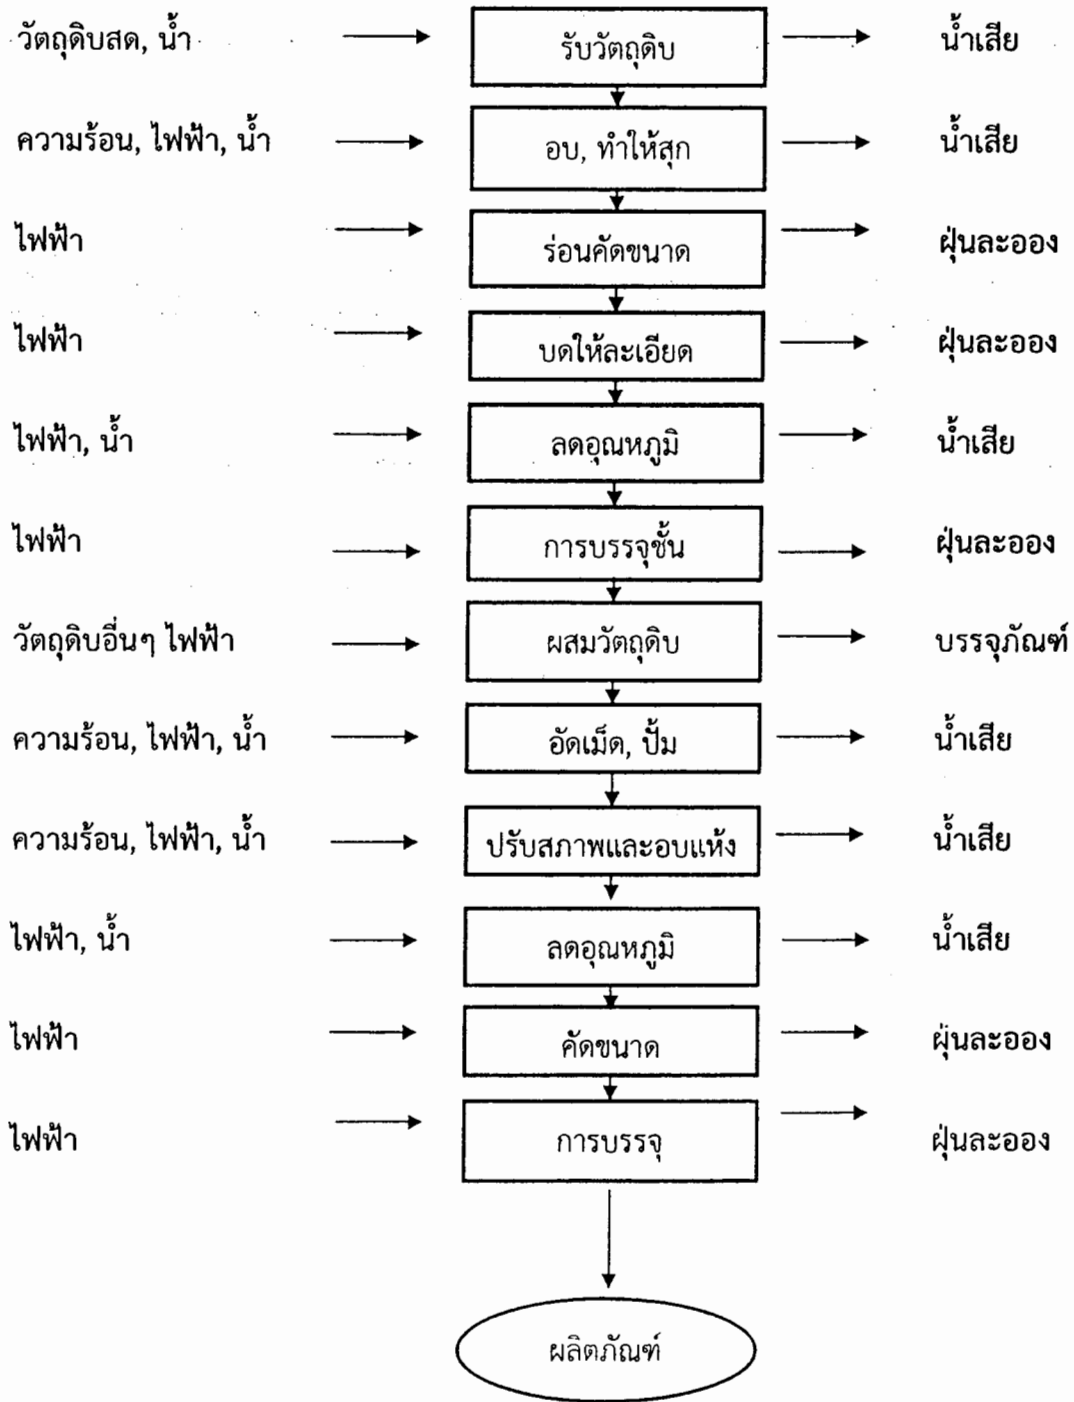 วัตถุดิบสด, น้ำ รับวัตถุดิบ น้ำเสีย
ความร้อน, ไฟฟ้า, น้ำ อบ, ทำให้สุก น้ำเสีย
ไฟฟ้า ร่อนคัดขนาด ฝุ่นละออง
ไฟฟ้า บดให้ละเอียด ฝุ่นละออง
ไฟฟ้า, น้ำ ลดอุณหภูมิ น้ำเสีย
ไฟฟ้า การบรรจุชั้น ฝุ่นละออง
วัตถุดิบอื่นๆ ไฟฟ้า ผสมวัตถุดิบ บรรจุภัณฑ์
ความร้อน, ไฟฟ้า, น้ำ อัดเม็ด, ปั้ม น้ำเสีย
ความร้อน, ไฟฟ้า, น้ำ ปรับสภาพและอบแห้ง น้ำเสีย
ไฟฟ้า, น้ำ ลดอุณหภูมิ น้ำเสีย
ไฟฟ้า คัดขนาด ฝุ่นละออง
ไฟฟ้า การบรรจุ ฝุ่นละออง
ผลิตภัณฑ์